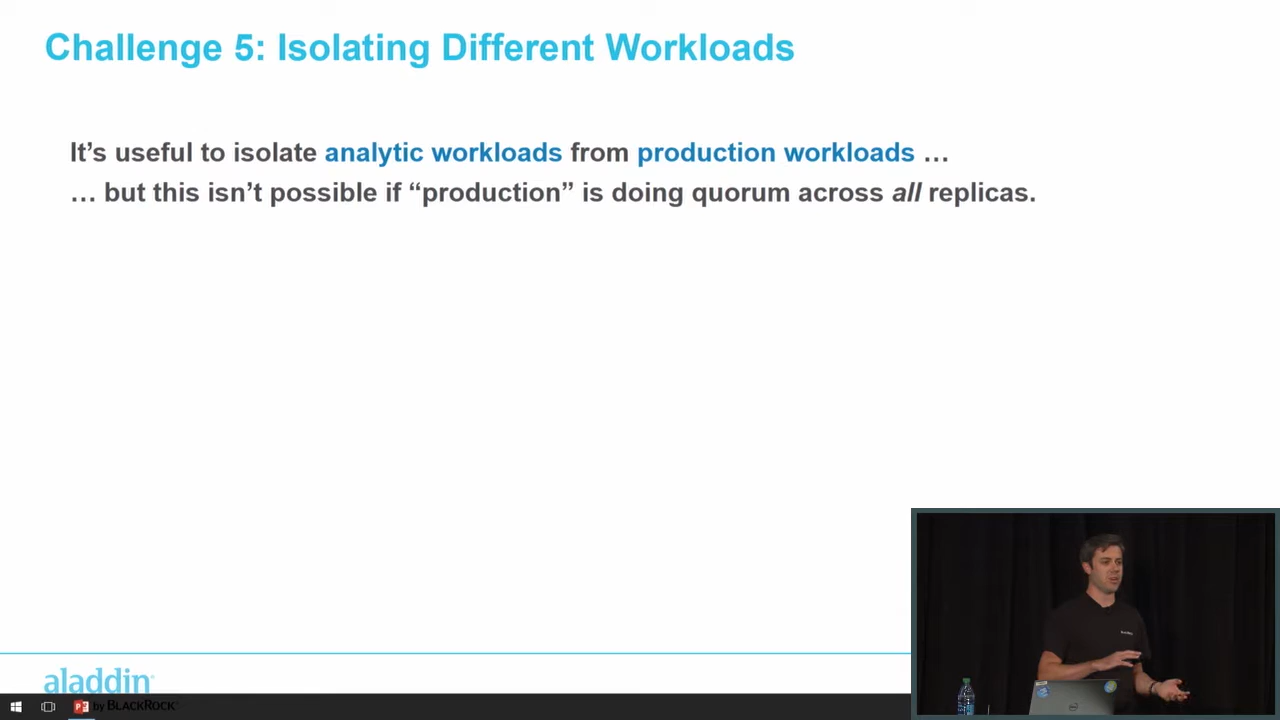 Challenge 5: Isolating Different Workloads
It’s useful to isolate analytic workloads from production workloads …
… but this isn’t possible if “production” is doing quorum across all replicas.
aladdin
by BLACKROCK